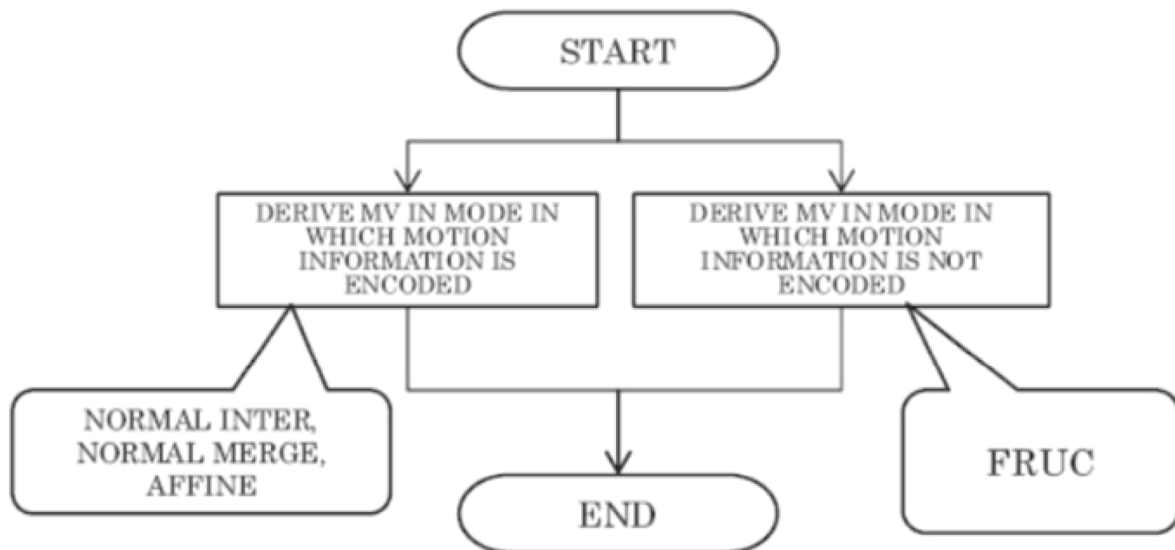 START
DERIVE MV IN MODE IN
WHICH MOTION
INFORMATION IS
ENCODED
DERIVE MV IN MODE IN
WHICH MOTION
INFORMATION IS NOT
ENCODED
NORMAL INTER,
NORMAL MERGE,
AFFINE
FRUC
END